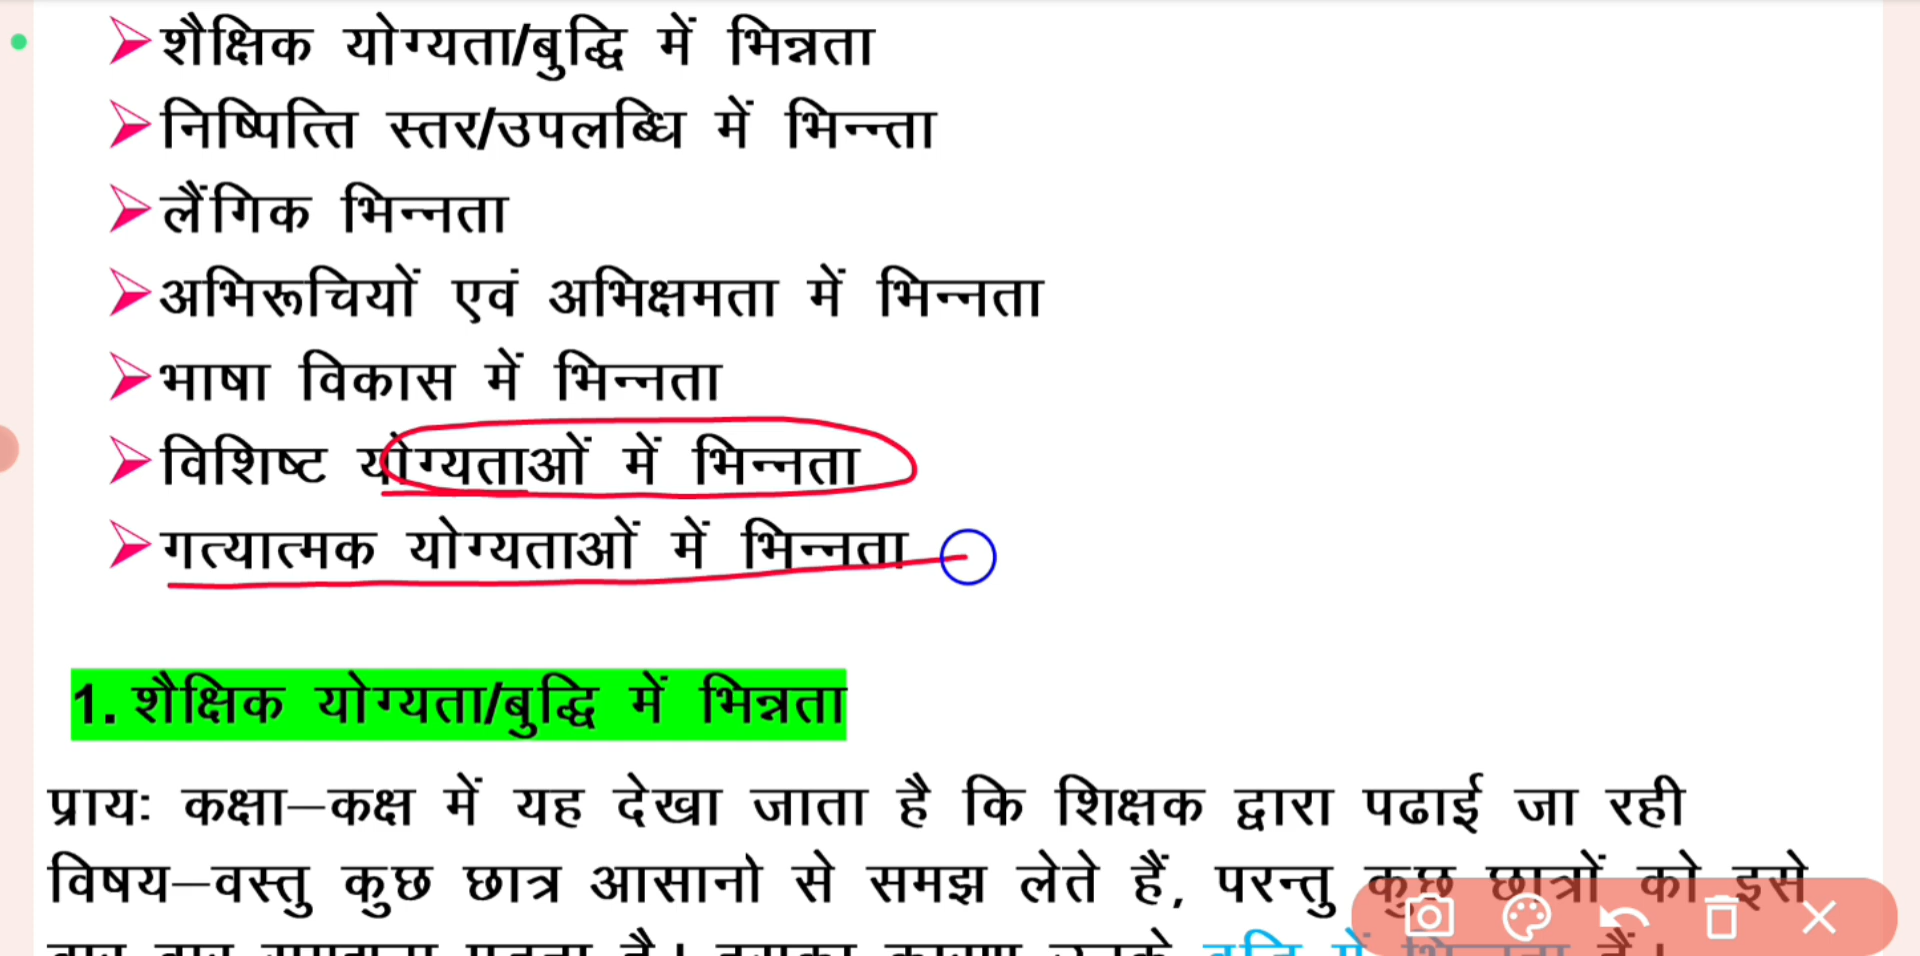 शैक्षिक योग्यता/बुद्धि में भिन्नता
निष्पित्ति स्तर/उपलब्धि में भिन्न्ता
लैंगिक भिन्नता
अभिरूचियों एवं अभिक्षमता में भिन्नता
भाषा विकास में भिन्नता
विशिष्ट योग्यताओं में भिन्नता
गत्यात्मक योग्यताओं में भिन्नता
1. शैक्षिक योग्यता/बुद्धि में भिन्नता
प्रायः कक्षा–कक्ष में यह देखा जाता है कि शिक्षक द्वारा पढाई जा रही
विषय–वस्तु कुछ छात्र आसानो से समझ लेते हैं, परन्तु कुछ छात्रों को इसे